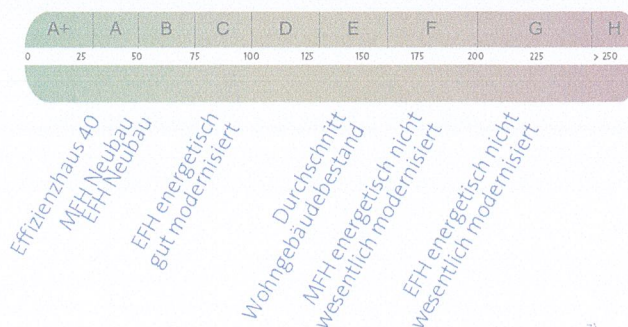 A+ A B C D E F G H
0 25 50 75 100 125 150 175 200 225 > 250
Effizienzhaus 40
MFH Neubau
EFH Neubau
EFH energetisch
gut modernisiert
Durchschnitt
Wohngebäudebestand
MFH energetisch nicht
wesentlich modernisiert
EFH energetisch nicht
wesentlich modernisiert